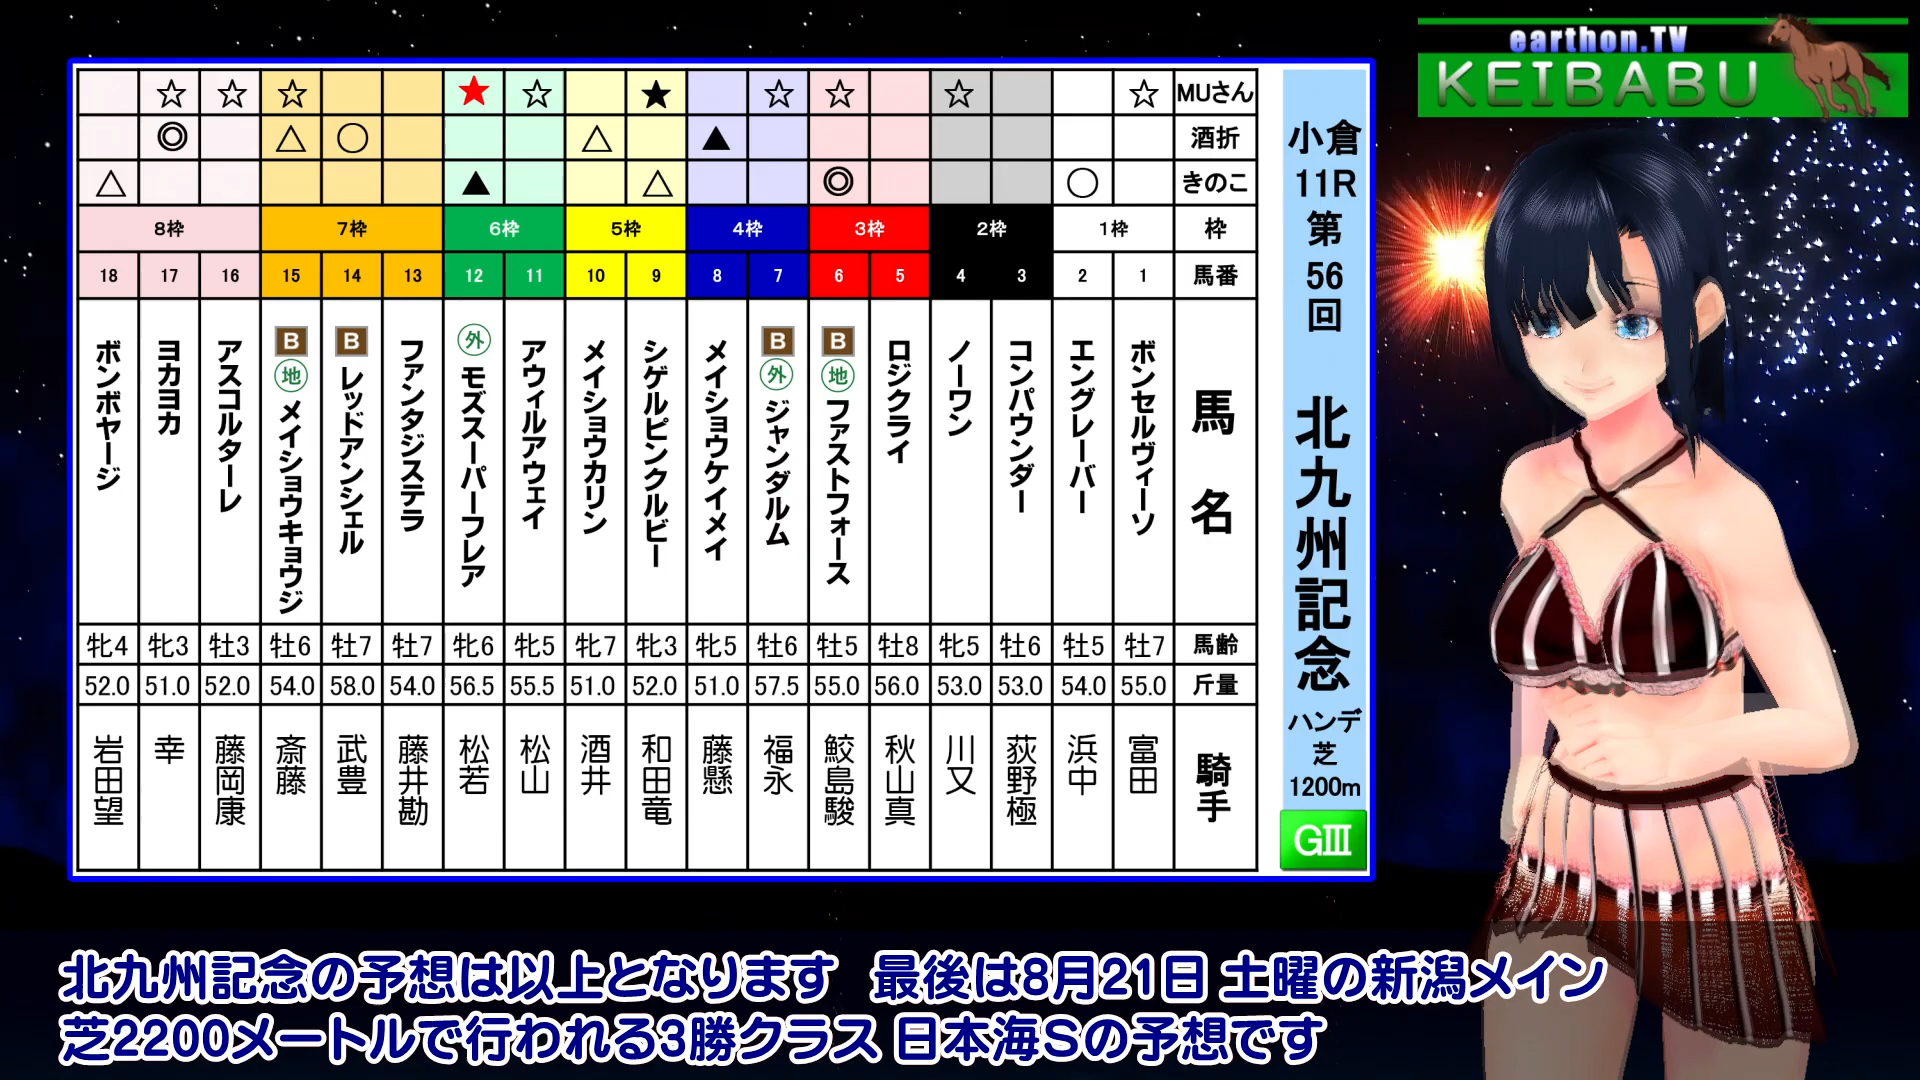 earthon.TV
KEIBABU
小倉
11R
第
56
回
北九州記念
ハンデ
芝
1200m
GⅢ
☆ ☆ ☆ ★ ☆ ★ ☆ ☆ ☆ ☆ MUさん
◎ △ ○ △ ▲ 酒折
△ ▲ △ ◎ ○ きのこ
8枠 7枠 6枠 5枠 4枠 3枠 2枠 1枠 枠
18 17 16 15 14 13 12 11 10 9 8 7 6 5 4 3 2 1 馬番
馬名
ボンセルヴィーソ
エングレーバー
コンパウンダー
ノーワン
ロジクライ
B 地 ファストフォース
B 外 ジャンダルム
メイショウケイメイ
シゲルピンクルビー
メイショウカリン
アウィルアウェイ
外 モズスーパーフレア
ファンタジステラ
B レッドアンシェル
B 地 メイショウキョウジ
アスコルターレ
ヨカヨカ
ボンボヤージ
牝4 牝3 牡3 牡6 牡7 牡7 牝6 牝5 牝7 牝3 牝5 牡6 牡5 牡8 牝5 牡6 牡5 牡7 馬齢
52.0 51.0 52.0 54.0 58.0 54.0 56.5 55.5 51.0 52.0 51.0 57.5 55.0 56.0 53.0 53.0 54.0 55.0 斤量
岩田望 幸 藤岡康 斎藤 武豊 藤井勘 松若 松山 酒井 和田竜 藤懸 福永 鮫島駿 秋山真 川又 荻野極 浜中 富田 騎手
北九州記念の予想は以上となります 最後は8月21日 土曜の新潟メイン
芝2200メートルで行われる3勝クラス 日本海Sの予想です